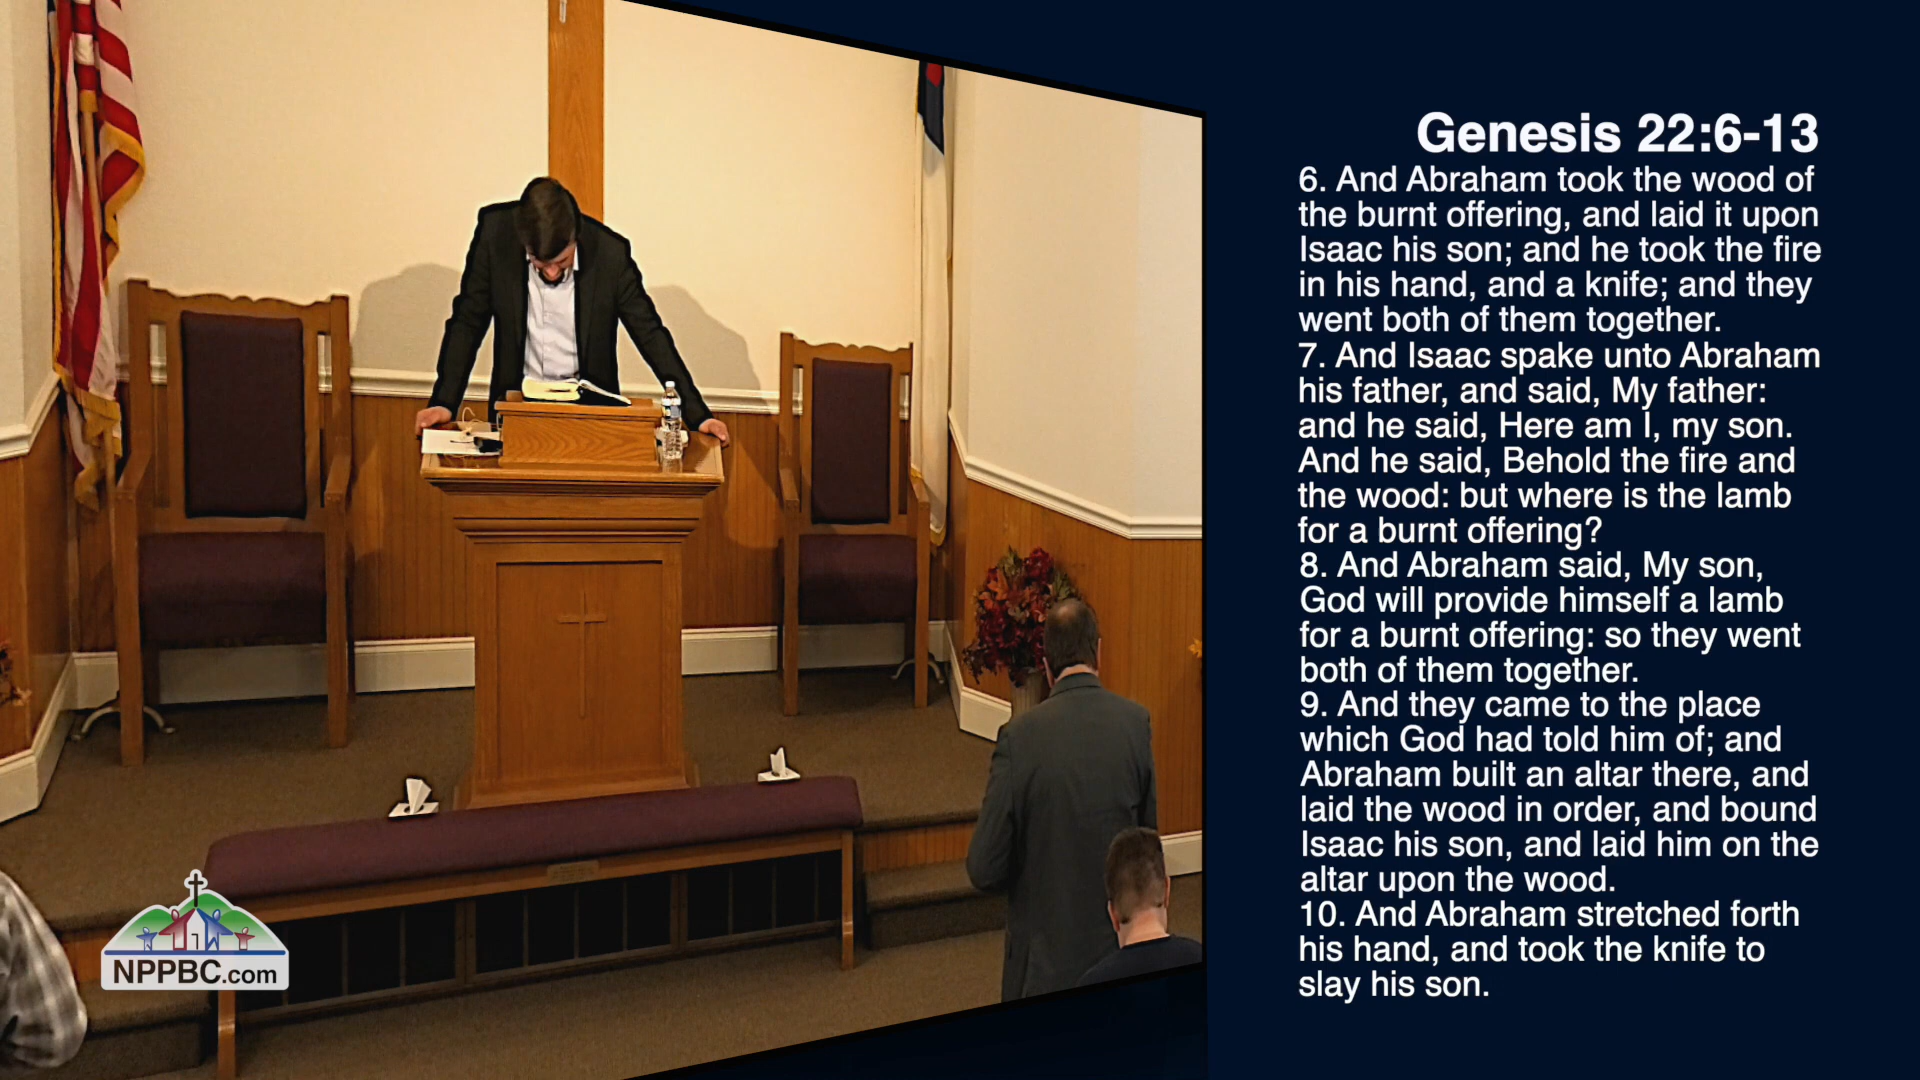 Genesis 22:6-13
6. And Abraham took the wood of
the burnt offering, and laid it upon
Isaac his son; and he took the fire
in his hand, and a knife; and they
went both of them together.
7. And Isaac spake unto Abraham
his father, and said, My father:
and he said, Here am I, my son.
And he said, Behold the fire and
the wood: but where is the lamb
for a burnt offering?
8. And Abraham said, My son,
God will provide himself a lamb
for a burnt offering: so they went
both of them together.
9. And they came to the place
which God had told him of; and
Abraham built an altar there, and
laid the wood in order, and bound
Isaac his son, and laid him on the
altar upon the wood.
10. And Abraham stretched forth
his hand, and took the knife to
slay his son.
NPPBC.com